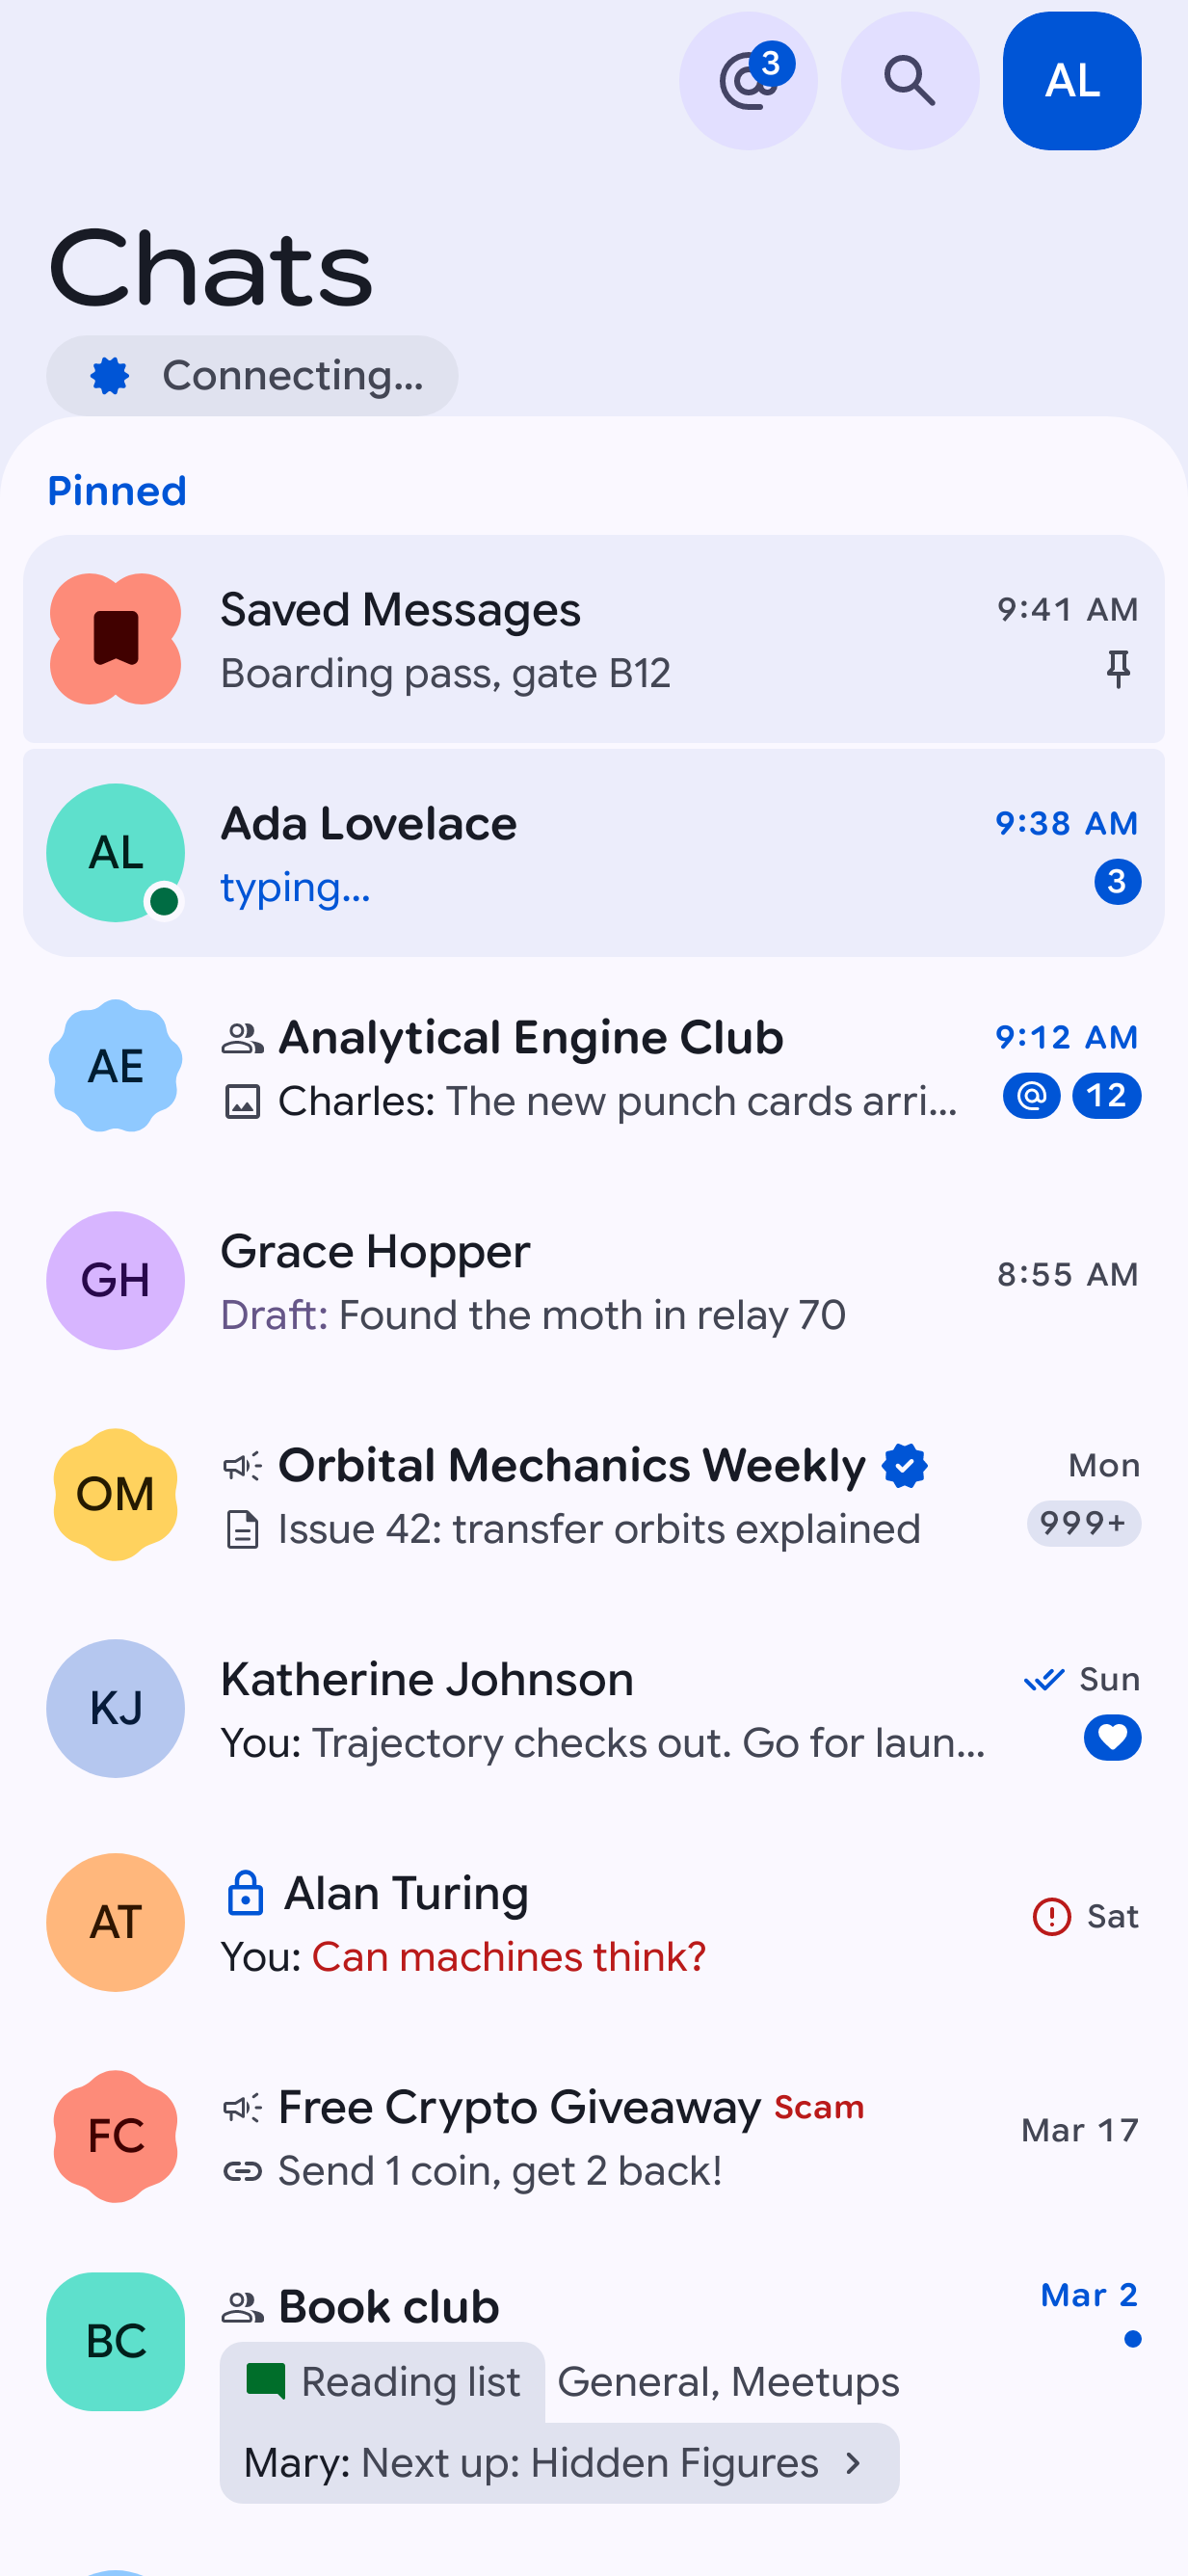 3
AL
Chats
Connecting...
Pinned
Saved Messages
9:41 AM
Boarding pass, gate B12
AL
Ada Lovelace
9:38 AM
typing...
3
AE
Analytical Engine Club
9:12 AM
Charles: The new punch cards arri...
@ 12
GH
Grace Hopper
8:55 AM
Draft: Found the moth in relay 70
OM
Orbital Mechanics Weekly
Mon
Issue 42: transfer orbits explained
999+
KJ
Katherine Johnson
Sun
You: Trajectory checks out. Go for laun...
AT
Alan Turing
Sat
You: Can machines think?
FC
Free Crypto Giveaway Scam
Mar 17
Send 1 coin, get 2 back!
BC
Book club
Mar 2
Reading list General, Meetups
Mary: Next up: Hidden Figures